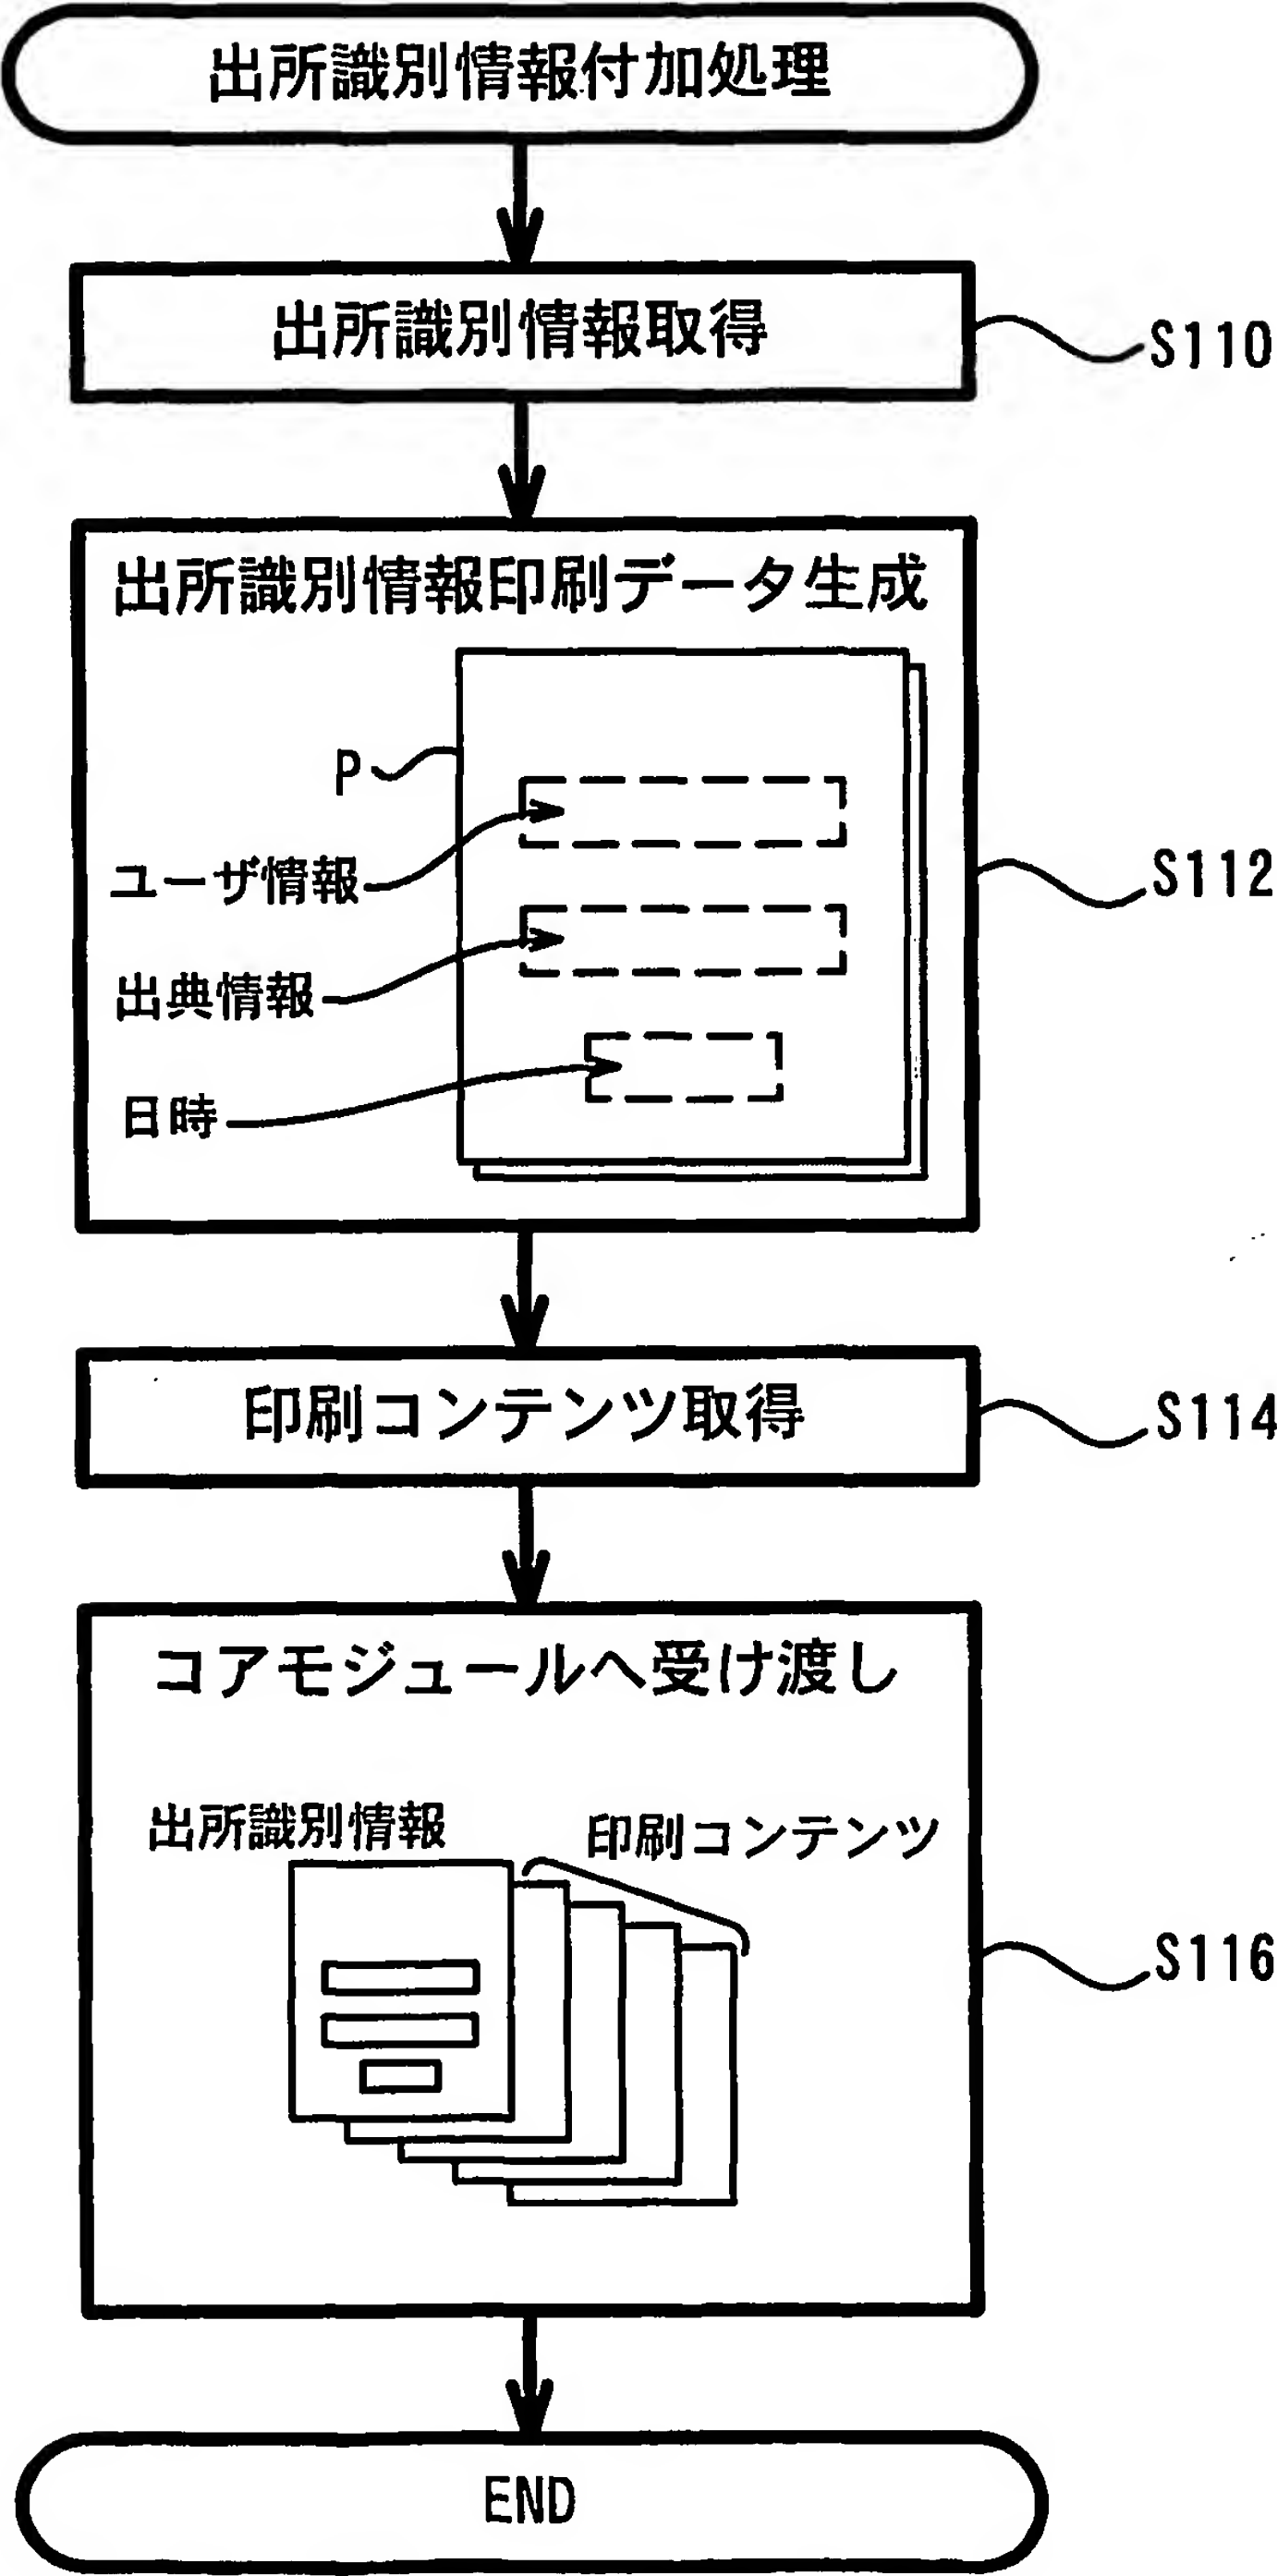 出所識別情報付加処理
出所識別情報取得
S110
出所識別情報印刷データ生成
P
ユーザ情報
S112
出典情報
日時
印刷コンテンツ取得
S114
コアモジュールへ受け渡し
出所識別情報
印刷コンテンツ
S116
END